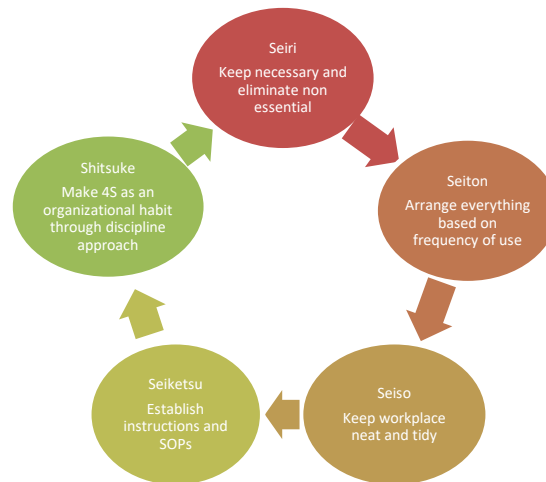 Seiri
Keep necessary and
eliminate non
essential
Seiton
Arrange everything
based on
frequency of use
Seiso
Keep workplace
neat and tidy
Seiketsu
Establish
instructions and
SOPs
Shitsuke
Make 4S as an
organizational habit
through discipline
approach